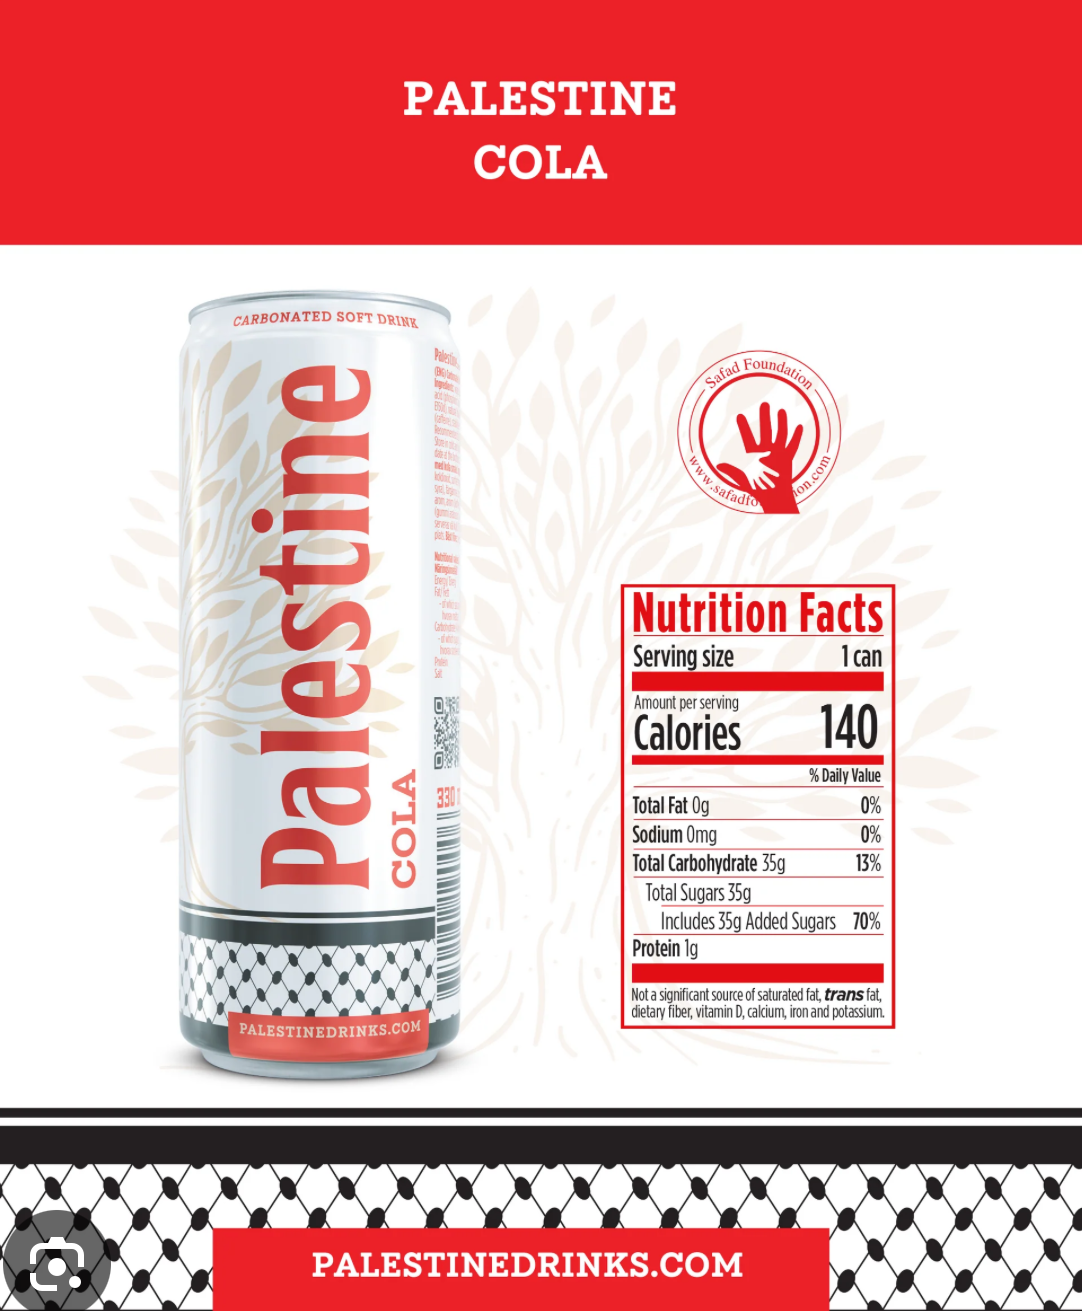 PALESTINE
COLA
CARBONATED SOFT DRINK
Palestine
COLA
330
PALESTINEDRINKS.COM
Safad Foundation
Nutrition Facts
Serving size 1 can
Amount per serving
Calories 140
% Daily Value
Total Fat 0g 0%
Sodium 0mg 0%
Total Carbohydrate 35g 13%
Total Sugars 35g
Includes 35g Added Sugars 70%
Protein 1g
Not a significant source of saturated fat, trans fat,
dietary fiber, vitamin D, calcium, iron and potassium.
PALESTINEDRINKS.COM